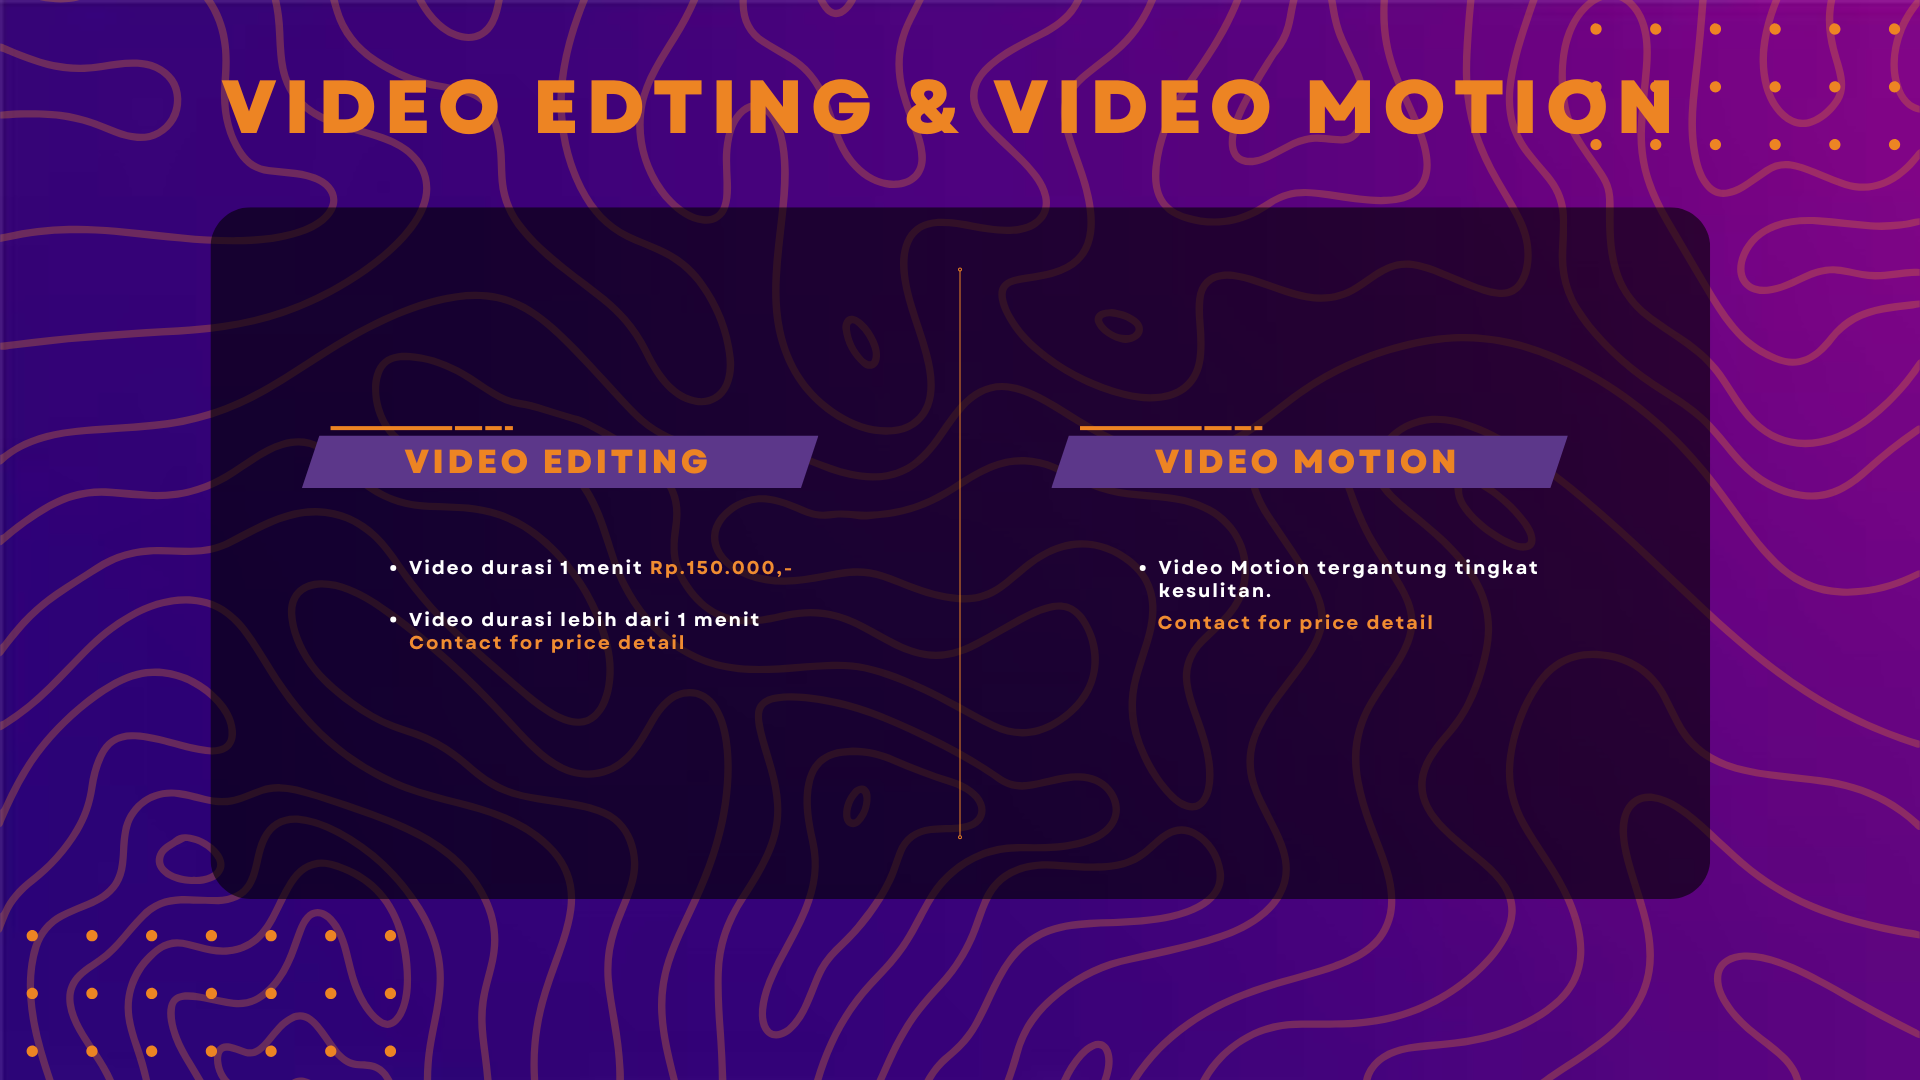 VIDEO EDTING & VIDEO MOTION
VIDEO EDITING
• Video durasi 1 menit Rp.150.000,-
• Video durasi lebih dari 1 menit
Contact for price detail
VIDEO MOTION
• Video Motion tergantung tingkat
kesulitan.
Contact for price detail